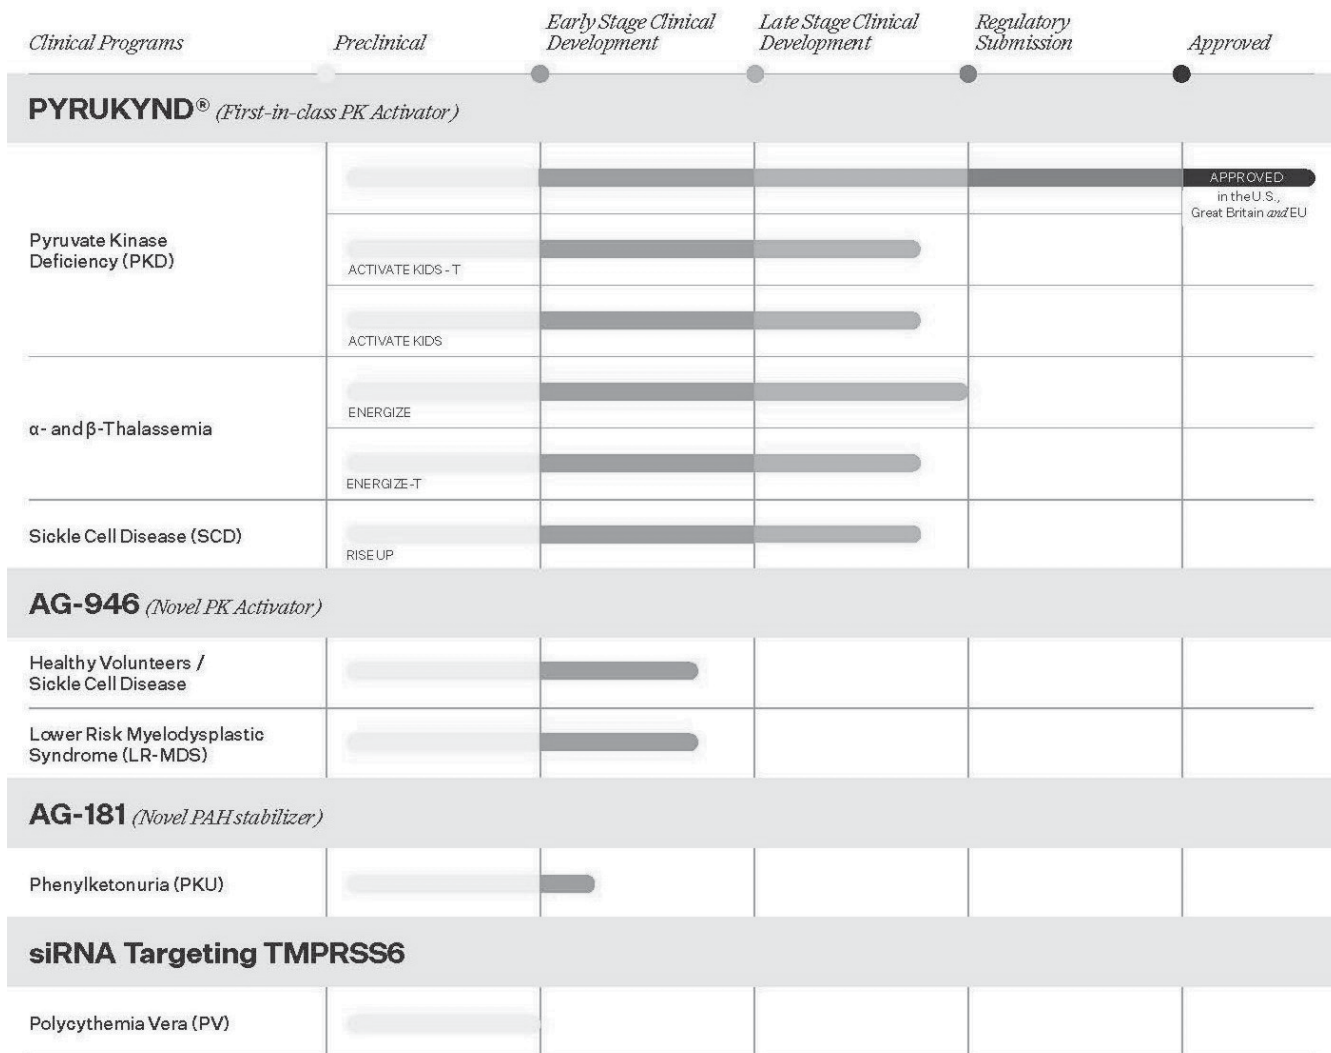 Clinical Programs
Preclinical
Early Stage Clinical
Development
Late Stage Clinical
Development
Regulatory
Submission
Approved
PYRUKYND® (First-in-class PK Activator)
APPROVED
in the U.S.,
Great Britain and EU
Pyruvate Kinase
Deficiency (PKD)
ACTIVATE KIDS - T
ACTIVATE KIDS
α- and β-Thalassemia
ENERGIZE
ENERGIZE-T
Sickle Cell Disease (SCD)
RISE UP
AG-946 (Novel PK Activator)
Healthy Volunteers /
Sickle Cell Disease
Lower Risk Myelodysplastic
Syndrome (LR-MDS)
AG-181 (Novel PAH stabilizer)
Phenylketonuria (PKU)
siRNA Targeting TMPRSS6
Polycythemia Vera (PV)